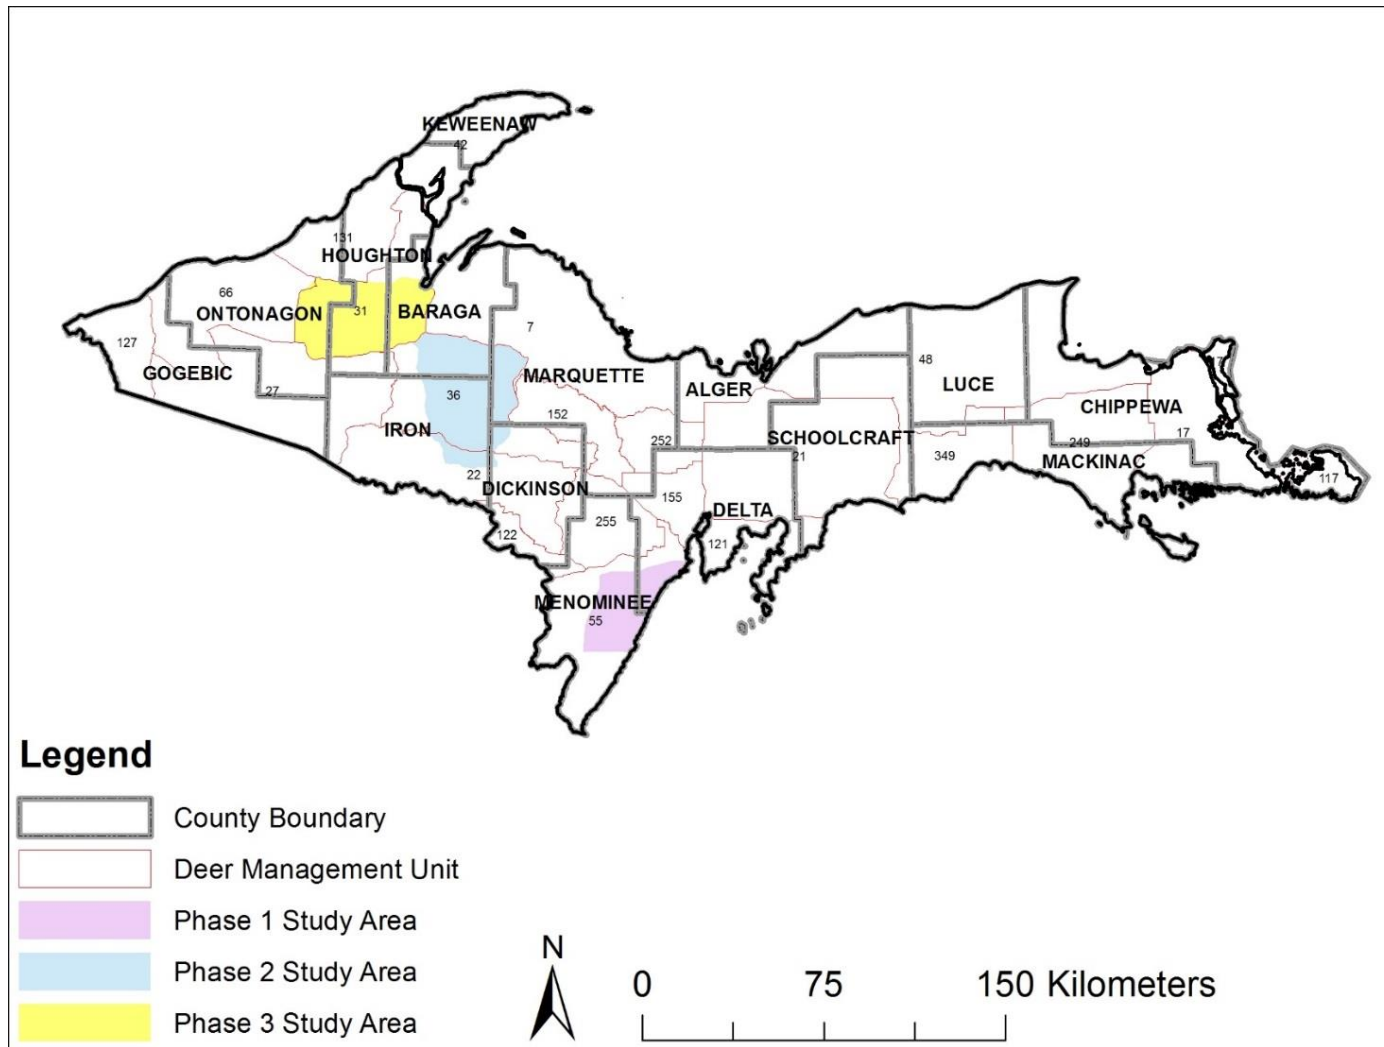 KEWEENAW
42
131
HOUGHTON
66
ONTONAGON
31
BARAGA
7
127
GOGEBIC
27
36
IRON
MARQUETTE
152
ALGER
48
LUCE
CHIPPEWA
17
249
MACKINAC
117
252
SCHOOLCRAFT
21
349
22
DICKINSON
155
DELTA
255
122
121
MENOMINEE
55
Legend
County Boundary
Deer Management Unit
Phase 1 Study Area
Phase 2 Study Area
Phase 3 Study Area
N
0 75 150 Kilometers